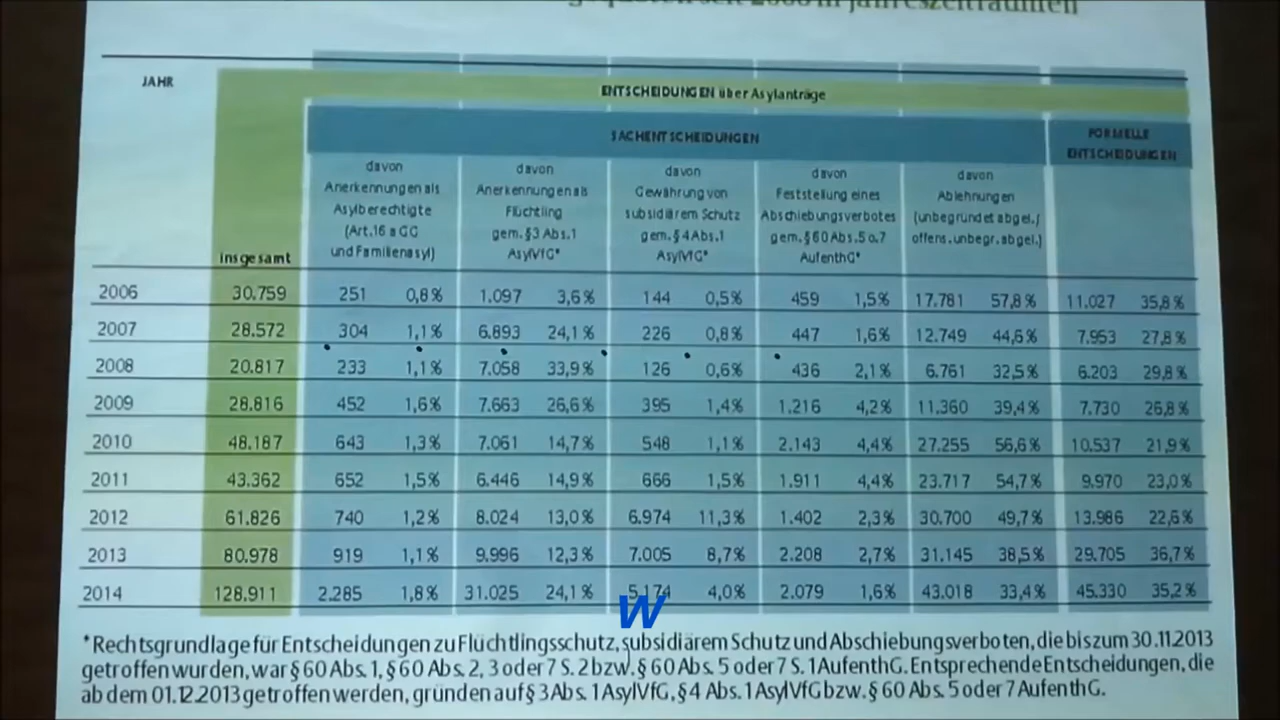 seit 2006 in Jahreszeiträumen
JAHR
ENTSCHEIDUNGEN über Asylanträge
SACHENTSCHEIDUNGEN
FORMELLE
ENTSCHEIDUNGEN
insgesamt
davon
Anerkennungen als
Asylberechtigte
(Art.16 a GG
und Familienasyl)
davon
Anerkennungen als
Flüchtling
gem. § 3 Abs.1
AsylVfG*
davon
Gewährung von
subsidiärem Schutz
gem. § 4 Abs.1
AsylVfG*
davon
Feststellung eines
Abschiebungsverbotes
gem. § 60 Abs. 5 o.7
AufenthG*
davon
Ablehnungen
(unbegründet abgel./
offens.unbegr. abgel.)
2006 30.759 251 0,8% 1.097 3,6% 144 0,5% 459 1,5% 17.781 57,8% 11.027 35,8%
2007 28.572 304 1,1% 6.893 24,1% 226 0,8% 447 1,6% 12.749 44,6% 7.953 27,8%
2008 20.817 233 1,1% 7.058 33,9% 126 0,6% 436 2,1% 6.761 32,5% 6.203 29,8%
2009 28.816 452 1,6% 7.663 26,6% 395 1,4% 1.216 4,2% 11.360 39,4% 7.730 26,8%
2010 48.187 643 1,3% 7.061 14,7% 548 1,1% 2.143 4,4% 27.255 56,6% 10.537 21,9%
2011 43.362 652 1,5% 6.446 14,9% 666 1,5% 1.911 4,4% 23.717 54,7% 9.970 23,0%
2012 61.826 740 1,2% 8.024 13,0% 6.974 11,3% 1.402 2,3% 30.700 49,7% 13.986 22,6%
2013 80.978 919 1,1% 9.996 12,3% 7.005 8,7% 2.208 2,7% 31.145 38,5% 29.705 36,7%
2014 128.911 2.285 1,8% 31.025 24,1% 5.174 4,0% 2.079 1,6% 43.018 33,4% 45.330 35,2%
W
*Rechtsgrundlage für Entscheidungen zu Flüchtlingsschutz, subsidiärem Schutz und Abschiebungsverboten, die bis zum 30.11.2013
getroffen wurden, war § 60 Abs. 1, § 60 Abs. 2, 3 oder 7 S. 2 bzw. § 60 Abs. 5 oder 7 S. 1 AufenthG. Entsprechende Entscheidungen, die
ab dem 01.12.2013 getroffen werden, gründen auf § 3 Abs. 1 AsylVfG, § 4 Abs. 1 AsylVfG bzw. § 60 Abs. 5 oder 7 AufenthG.